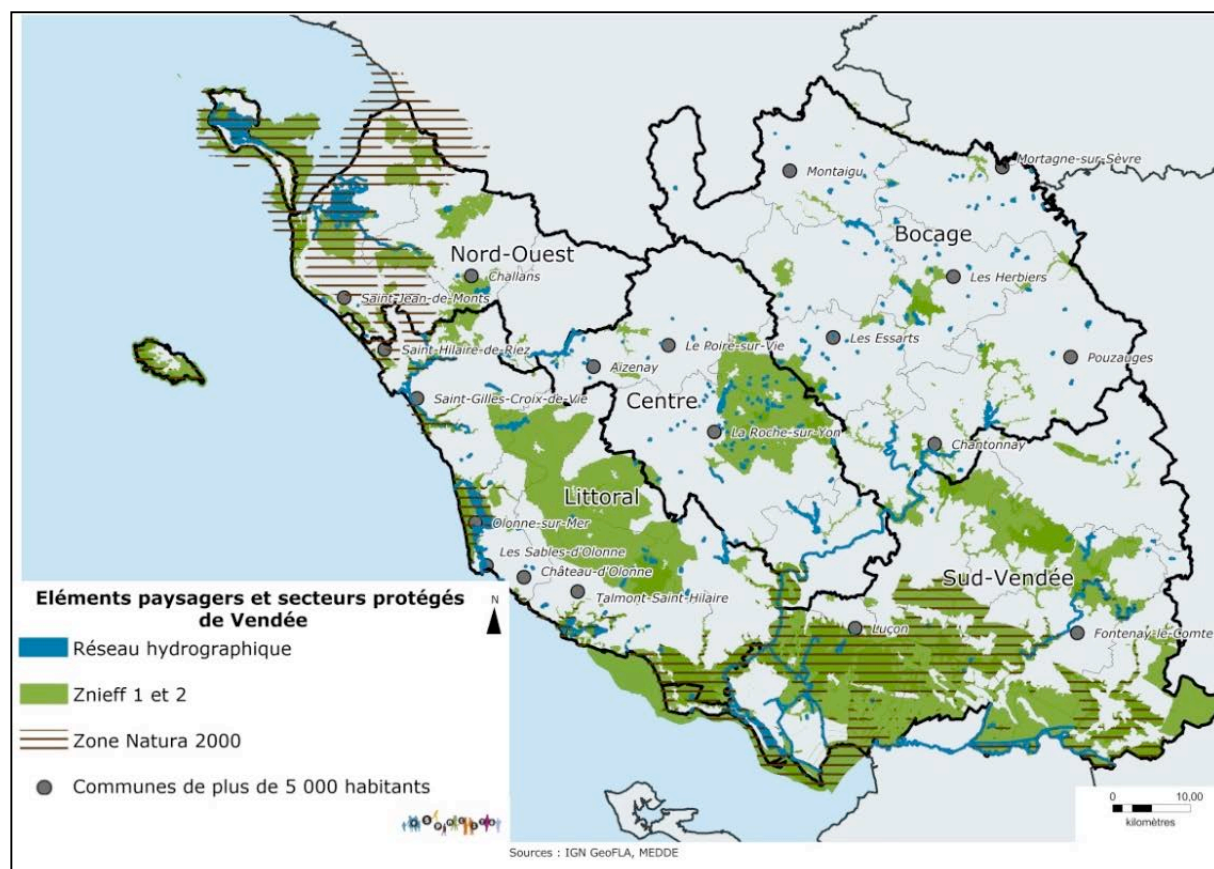 Mortagne-sur-Sèvre
Montaigu
Bocage
Nord-Ouest
Challans
Les Herbiers
Saint-Jean-de-Monts
Saint-Hilaire-de-Riez
Le Poiré-sur-Vie
Les Essarts
Aizenay
Pouzauges
Saint-Gilles-Croix-de-Vie
Centre
La Roche-sur-Yon
Chantonnay
Littoral
Olonne-sur-Mer
Les Sables-d'Olonne
Château-d'Olonne
Sud-Vendée
Talmont-Saint-Hilaire
Luçon
Fontenay-le-Comte
Eléments paysagers et secteurs protégés
de Vendée
N
Réseau hydrographique
Znieff 1 et 2
Zone Natura 2000
Communes de plus de 5 000 habitants
0 10,00
kilomètres
Sources : IGN GeoFLA, MEDDE